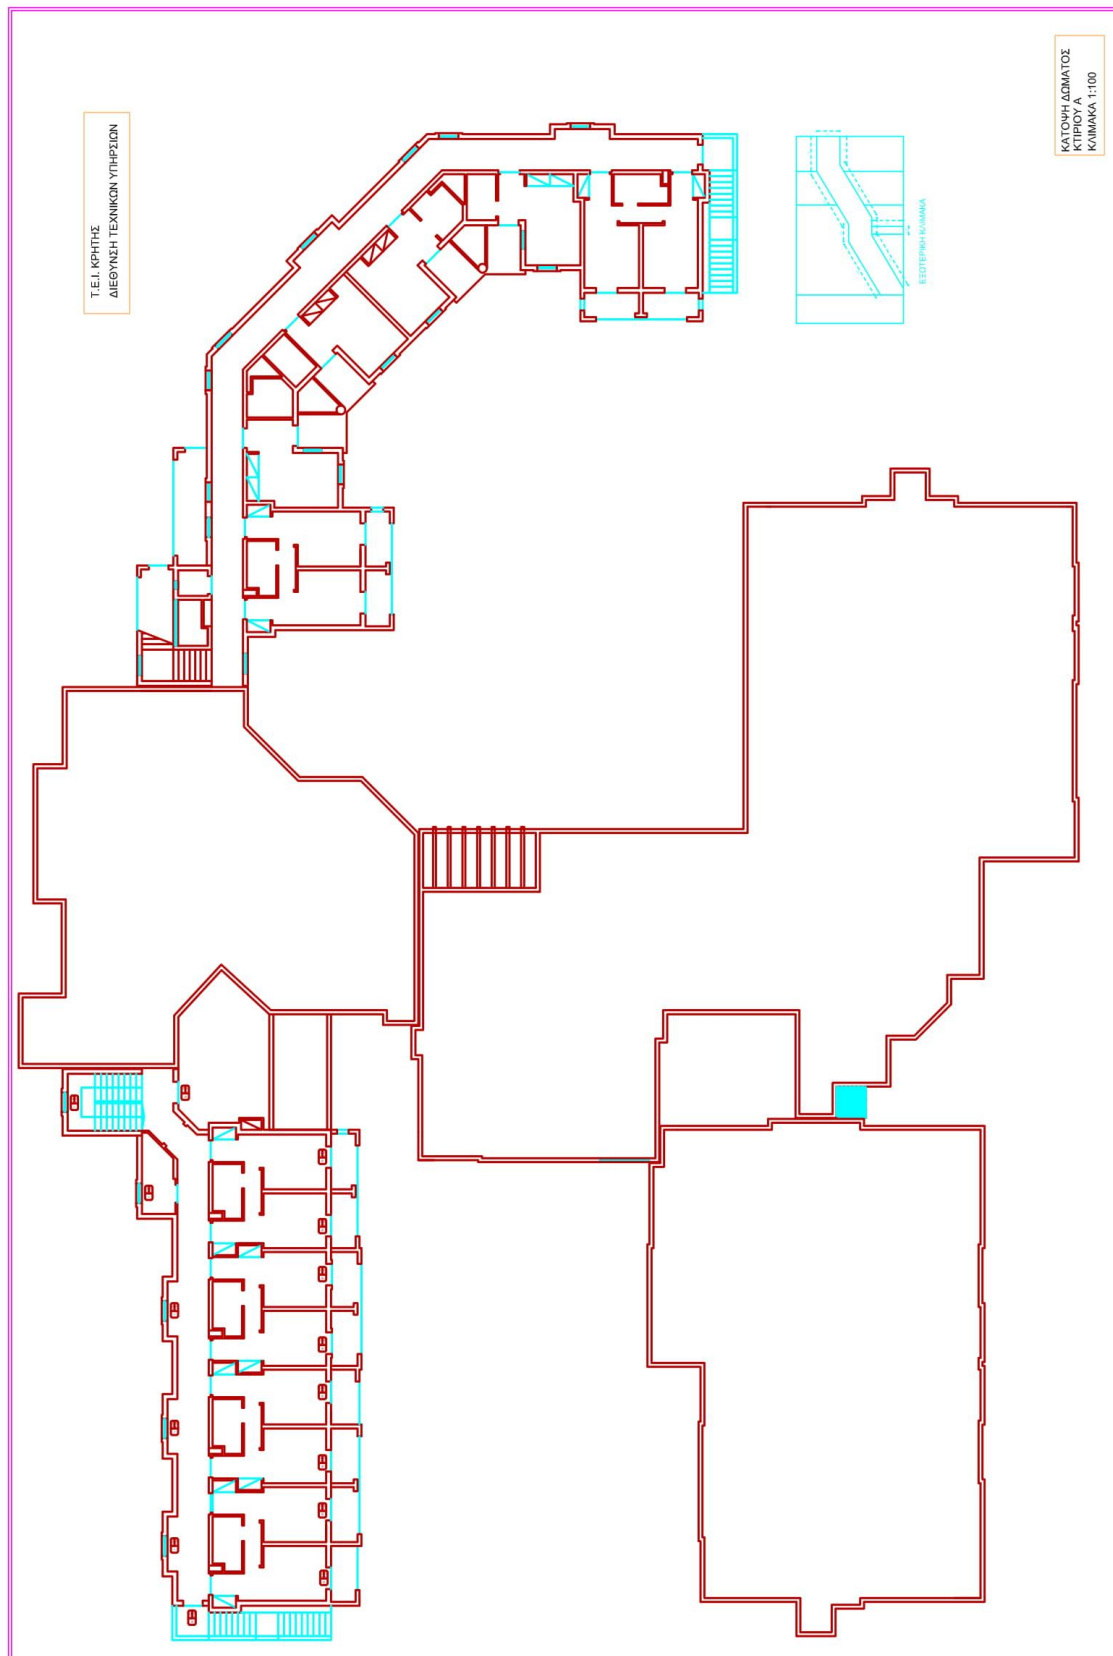 Τ.Ε.Ι. ΚΡΗΤΗΣ
ΔΙΕΘΥΝΣΗ ΤΕΧΝΙΚΩΝ ΥΠΗΡΕΣΙΩΝ
ΚΑΤΟΨΗ ΔΩΜΑΤΟΣ
ΚΤΙΡΙΟΥ Α
ΚΛΙΜΑΚΑ 1:100
ΕΞΩΤΕΡΙΚΗ ΚΛΙΜΑΚΑ